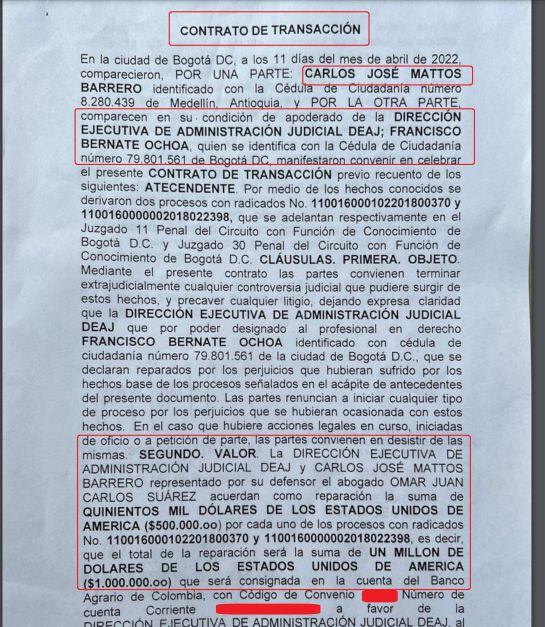 CONTRATO DE TRANSACCIÓN
En la ciudad de Bogotá DC, a los 11 días del mes de abril de 2022,
comparecieron, POR UNA PARTE: CARLOS JOSÉ MATTOS
BARRERO identificado con la Cédula de Ciudadanía número
8.280.439 de Medellín, Antioquia, y POR LA OTRA PARTE,
comparecen en su condición de apoderado de la DIRECCIÓN
EJECUTIVA DE ADMINISTRACIÓN JUDICIAL DEAJ; FRANCISCO
BERNATE OCHOA, quien se identifica con la Cédula de Ciudadanía
número 79.801.561 de Bogotá DC, manifestaron convenir en celebrar
el presente CONTRATO DE TRANSACCIÓN previo recuento de los
siguientes: ATECENDENTE. Por medio de los hechos conocidos se
derivaron dos procesos con radicados No. 110016000102201800370 y
1100160000002018022398, que se adelantan respectivamente en el
Juzgado 11 Penal del Circuito con Función de Conocimiento de
Bogotá D.C. y Juzgado 30 Penal del Circuito con Función de
Conocimiento de Bogotá D.C. CLÁUSULAS. PRIMERA. OBJETO.
Mediante el presente contrato las partes convienen terminar
extrajudicialmente cualquier controversia judicial que pudiere surgir de
estos hechos, y precaver cualquier litigio, dejando expresa claridad
que la DIRECCIÓN EJECUTIVA DE ADMINISTRACIÓN JUDICIAL
DEAJ que por poder designado al profesional en derecho
FRANCISCO BERNATE OCHOA identificado con cédula de
ciudadanía número 79.801.561 de la ciudad de Bogotá D.C., que se
declaran reparados por los perjuicios que hubieran sufrido por los
hechos base de los procesos señalados en el acápite de antecedentes
del presente documento. Las partes renuncian a iniciar cualquier tipo
de proceso por los perjuicios que se hubieran ocasionada con estos
hechos. En el caso que hubiere acciones legales en curso, iniciadas
de oficio o a petición de parte, las partes convienen en desistir de las
mismas. SEGUNDO. VALOR. La DIRECCIÓN EJECUTIVA DE
ADMINISTRACIÓN JUDICIAL DEAJ y CARLOS JOSÉ MATTOS
BARRERO representado por su defensor el abogado OMAR JUAN
CARLOS SUÁREZ acuerdan como reparación la suma de
QUINIENTOS MIL DÓLARES DE LOS ESTADOS UNIDOS DE
AMERICA ($500.000.oo) por cada uno de los procesos con radicados
No. 110016000102201800370 y 1100160000002018022398, es decir,
que el total de la reparación será la suma de UN MILLON DE
DOLARES DE LOS ESTADOS UNIDOS DE AMERICA
($1.000.000.oo) que será consignada en la cuenta del Banco
Agrario de Colombia, con Código de Convenio Número de
cuenta Corriente a favor de la
DIRECCIÓN EJECUTIVA DE ADMINISTRACIÓN JUDICIAL DEAJ, al